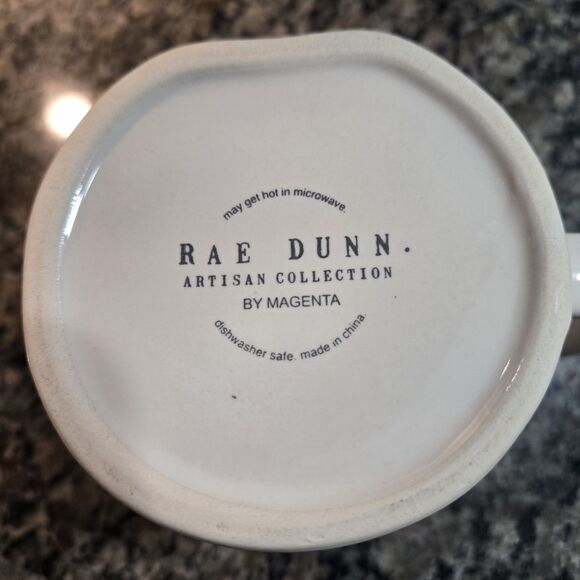 may get hot in microwave.
RAE DUNN.
ARTISAN COLLECTION
BY MAGENTA
dishwasher safe. made in china.